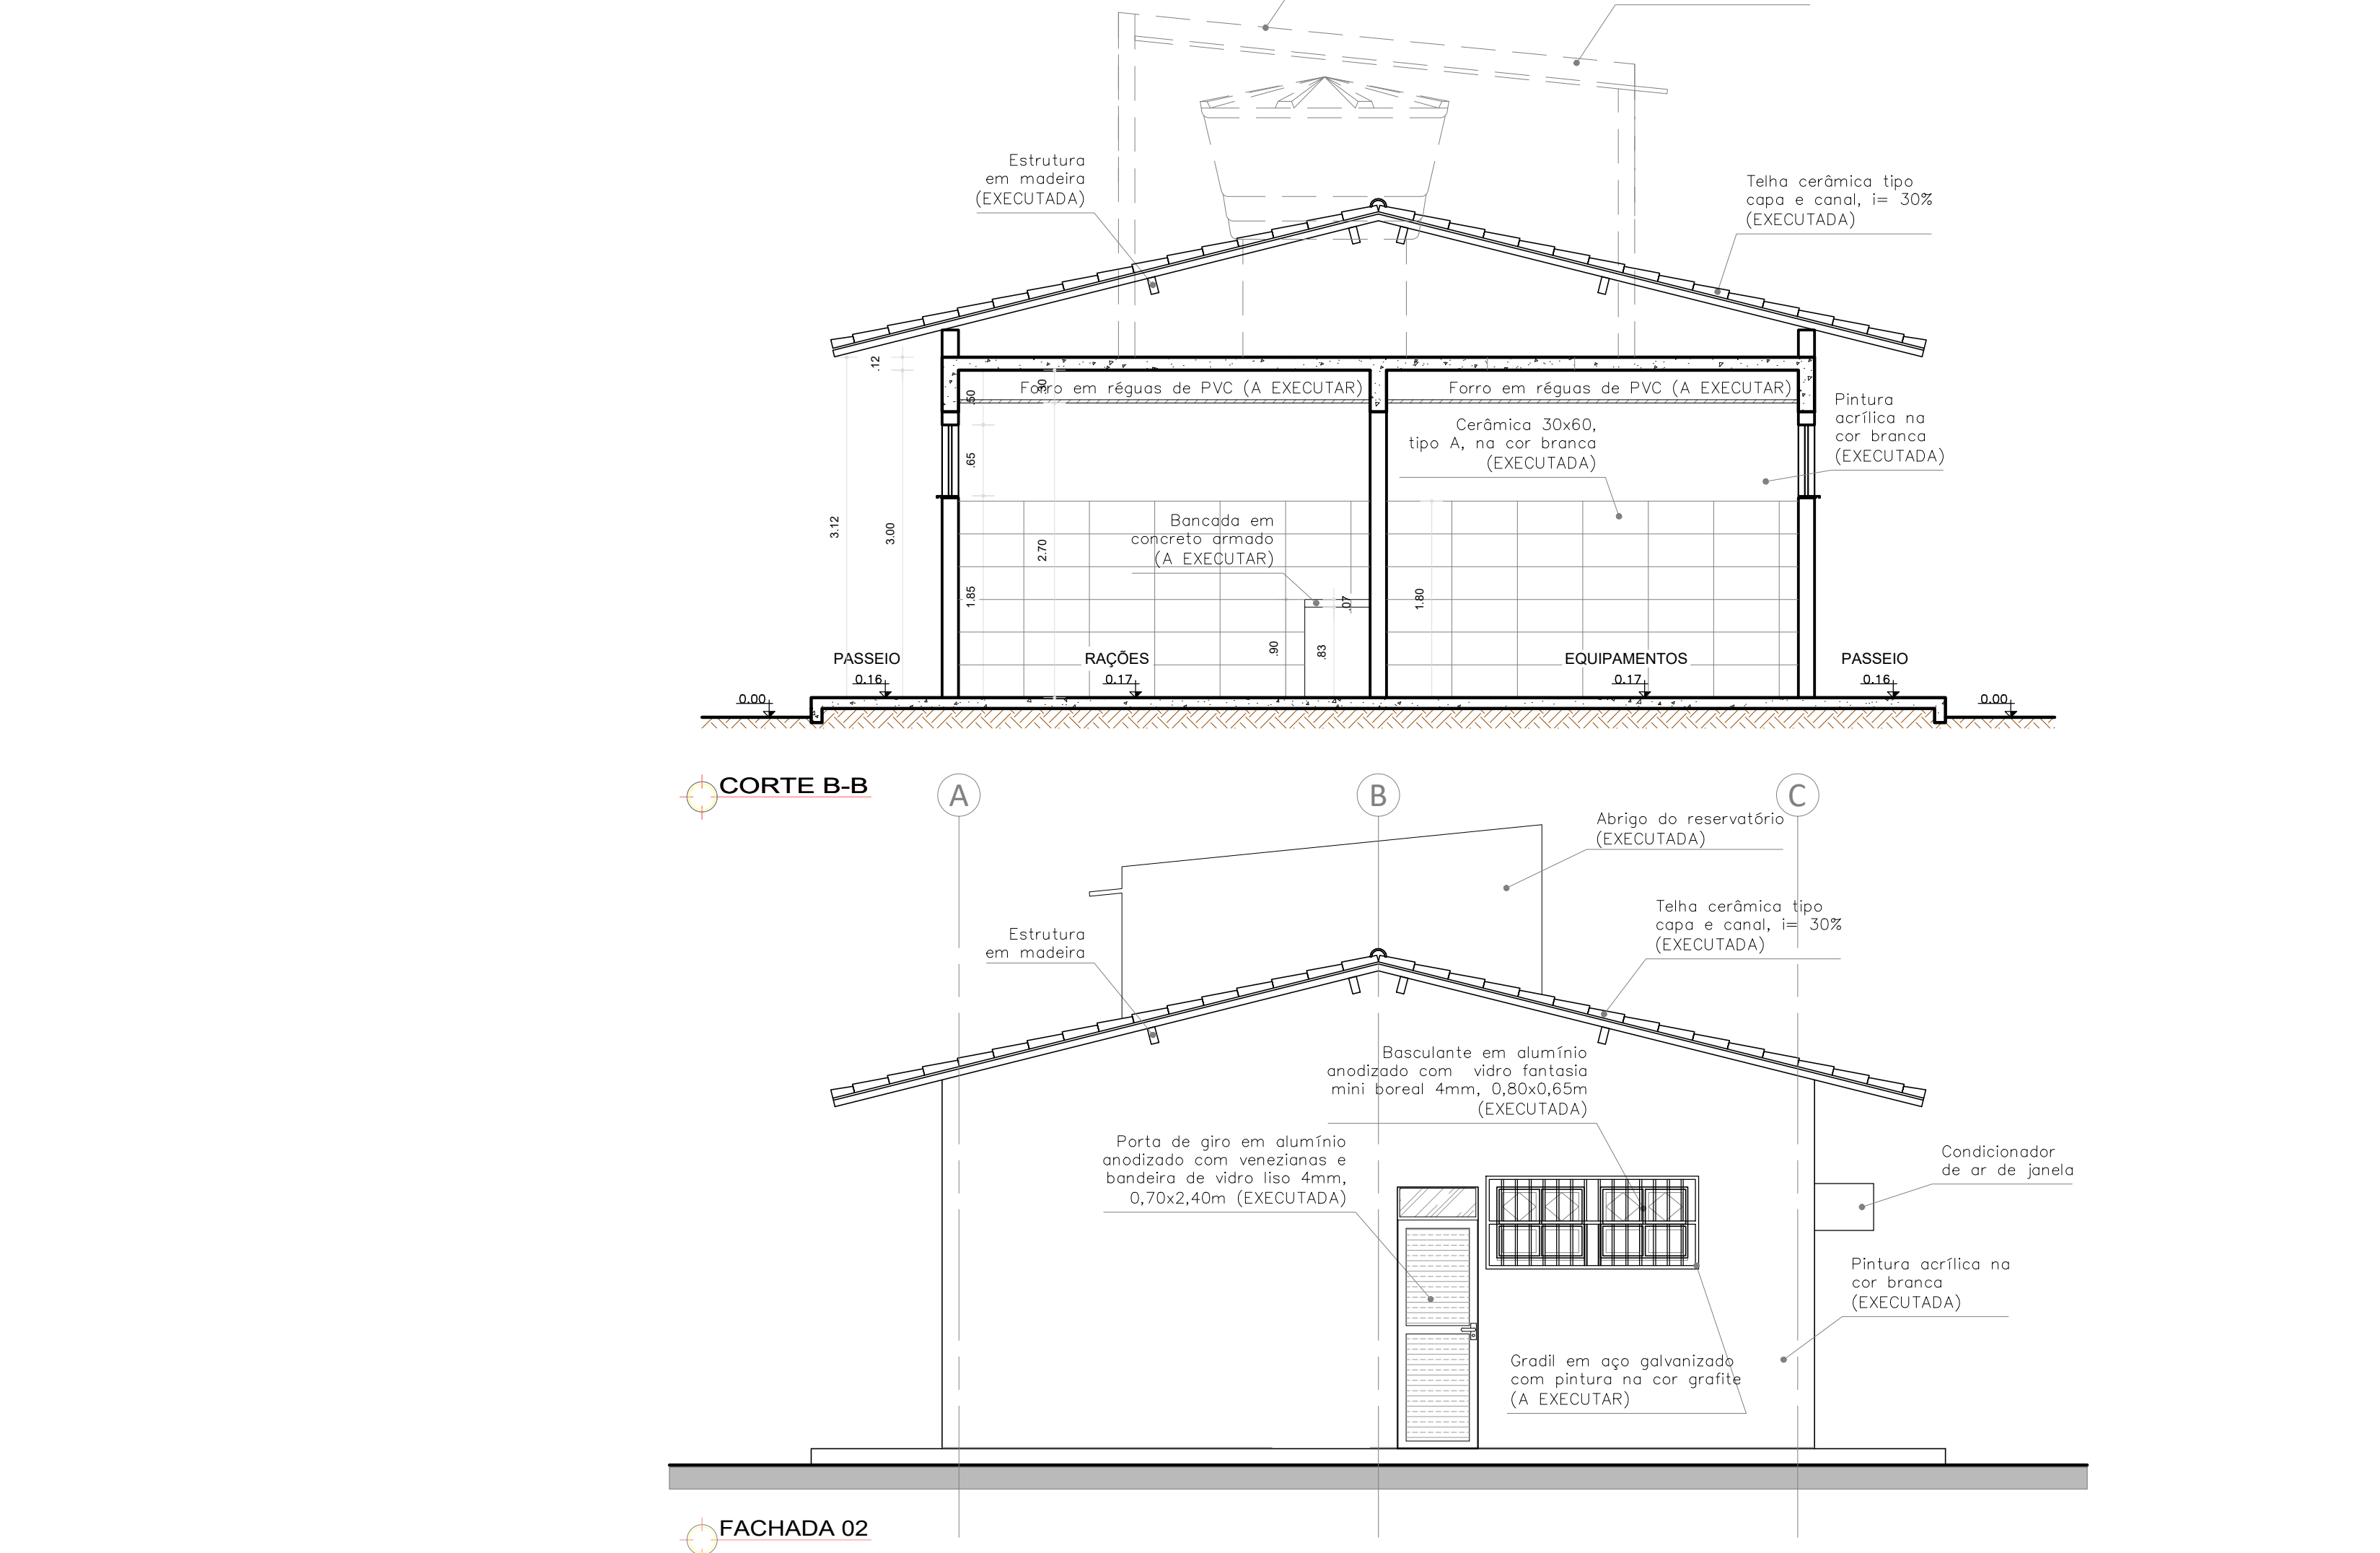 Estrutura
em madeira
(EXECUTADA)
Telha cerâmica tipo
capa e canal, i= 30%
(EXECUTADA)
.12
Forro em réguas de PVC (A EXECUTAR)
Forro em réguas de PVC (A EXECUTAR)
.30
.50
Pintura
acrílica na
cor branca
(EXECUTADA)
Cerâmica 30x60,
tipo A, na cor branca
(EXECUTADA)
.65
3.12
3.00
2.70
Bancada em
concreto armado
(A EXECUTAR)
1.85
.07
1.80
.90
.83
PASSEIO
0.16
RAÇÕES
0.17
EQUIPAMENTOS
0.17
PASSEIO
0.16
0.00
0.00
CORTE B-B
A
B
C
Abrigo do reservatório
(EXECUTADA)
Telha cerâmica tipo
capa e canal, i= 30%
(EXECUTADA)
Estrutura
em madeira
Basculante em alumínio
anodizado com vidro fantasia
mini boreal 4mm, 0,80x0,65m
(EXECUTADA)
Porta de giro em alumínio
anodizado com venezianas e
bandeira de vidro liso 4mm,
0,70x2,40m (EXECUTADA)
Condicionador
de ar de janela
Pintura acrílica na
cor branca
(EXECUTADA)
Gradil em aço galvanizado
com pintura na cor grafite
(A EXECUTAR)
FACHADA 02